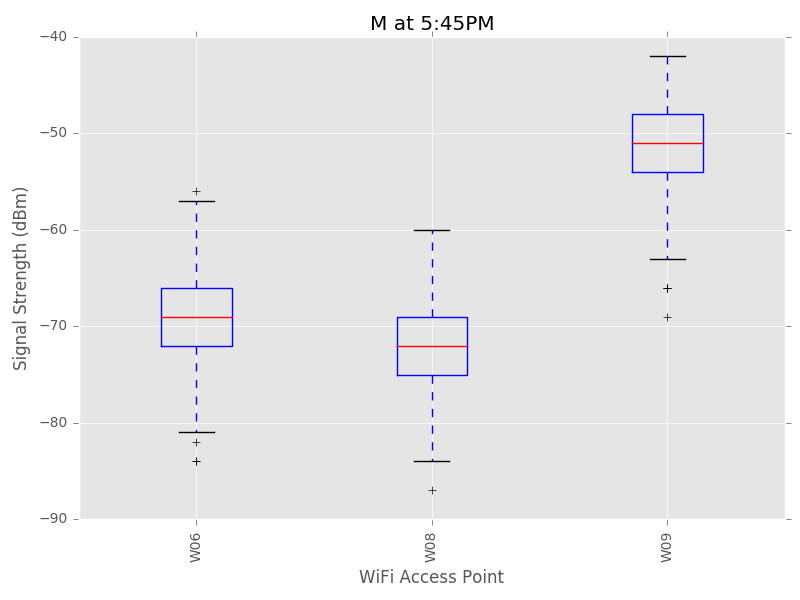 M at 5:45PM
−40
−50
−60
−70
−80
−90
Signal Strength (dBm)
W06
W08
W09
WiFi Access Point